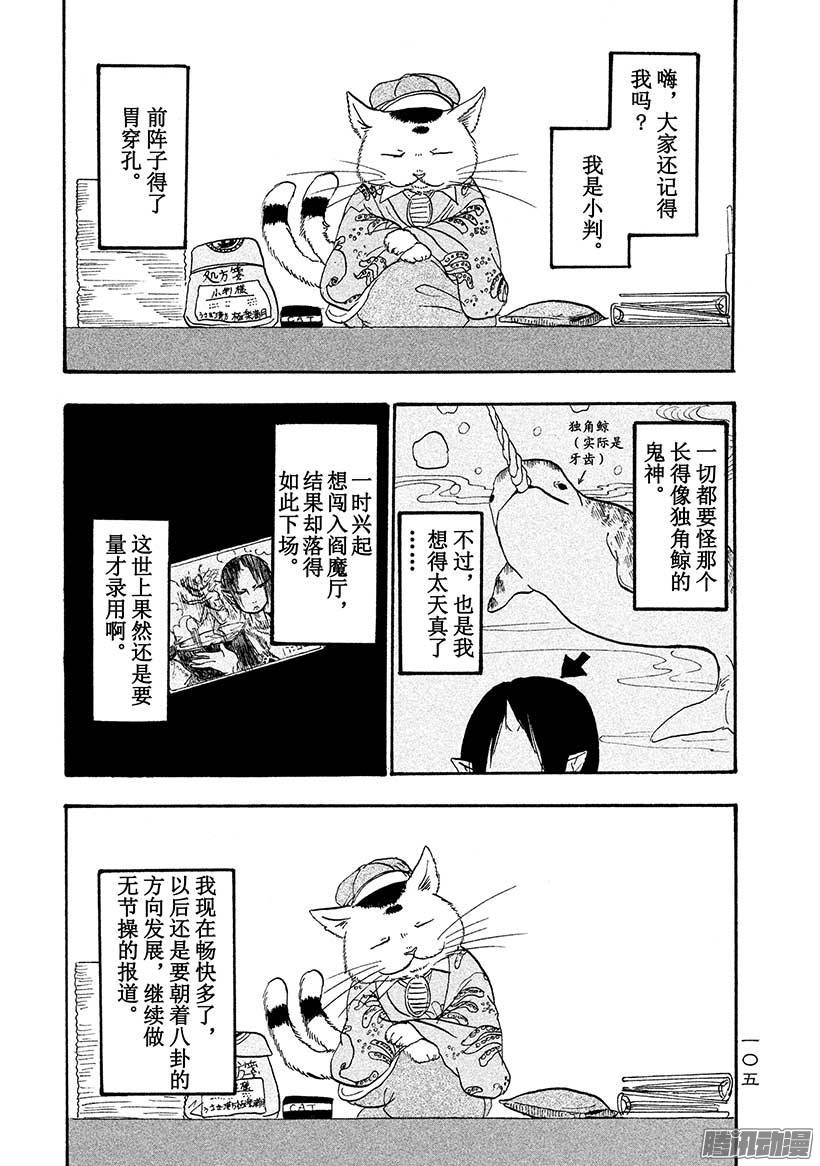 嗨，大家还记得
我吗？
我是小判。
前阵子得了
胃穿孔。
处方笺
小判様
CAT
一切都要怪那个
长得像独角鲸的
鬼神。
独角鲸
（实际是
牙齿）
不过，也是我
想得太天真了
……
一时兴起
想闯入阎魔厅，
结果却落得
如此下场。
这世上果然还是要
量才录用啊。
我现在畅快多了，
以后还是要朝着八卦的
方向发展，继续做
无节操的报道。
CAT
一〇五
腾讯动漫